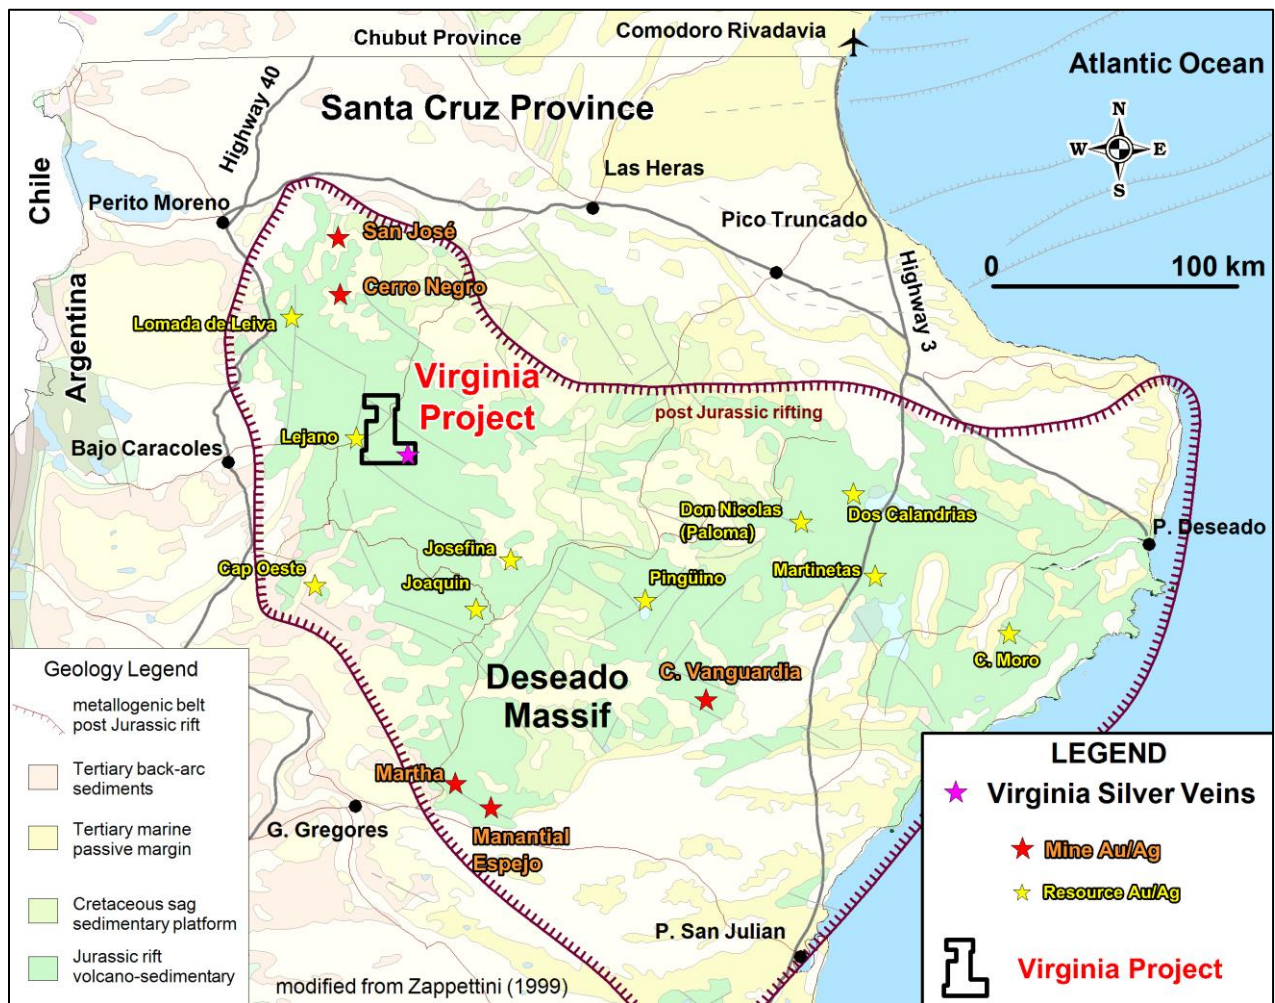 Chubut Province
Comodoro Rivadavia
Atlantic Ocean
Highway 40
Santa Cruz Province
N
W
E
S
Chile
Las Heras
Perito Moreno
Pico Truncado
San José
Highway 3
0
100 km
Cerro Negro
Lomada de Leiva
Argentina
Virginia
Project
post Jurassic rifting
Lejano
Bajo Caracoles
Don Nicolas
(Paloma)
Dos Calandrias
P. Deseado
Josefina
Cap Oeste
Joaquín
Pingüino
Martinetas
C. Moro
Deseado
Massif
C. Vanguardia
Martha
G. Gregores
Manantial
Espejo
P. San Julian
Geology Legend
metallogenic belt
post Jurassic rift
Tertiary back-arc
sediments
Tertiary marine
passive margin
Cretaceous sag
sedimentary platform
Jurassic rift
volcano-sedimentary
modified from Zappettini (1999)
LEGEND
Virginia Silver Veins
Mine Au/Ag
Resource Au/Ag
Virginia Project